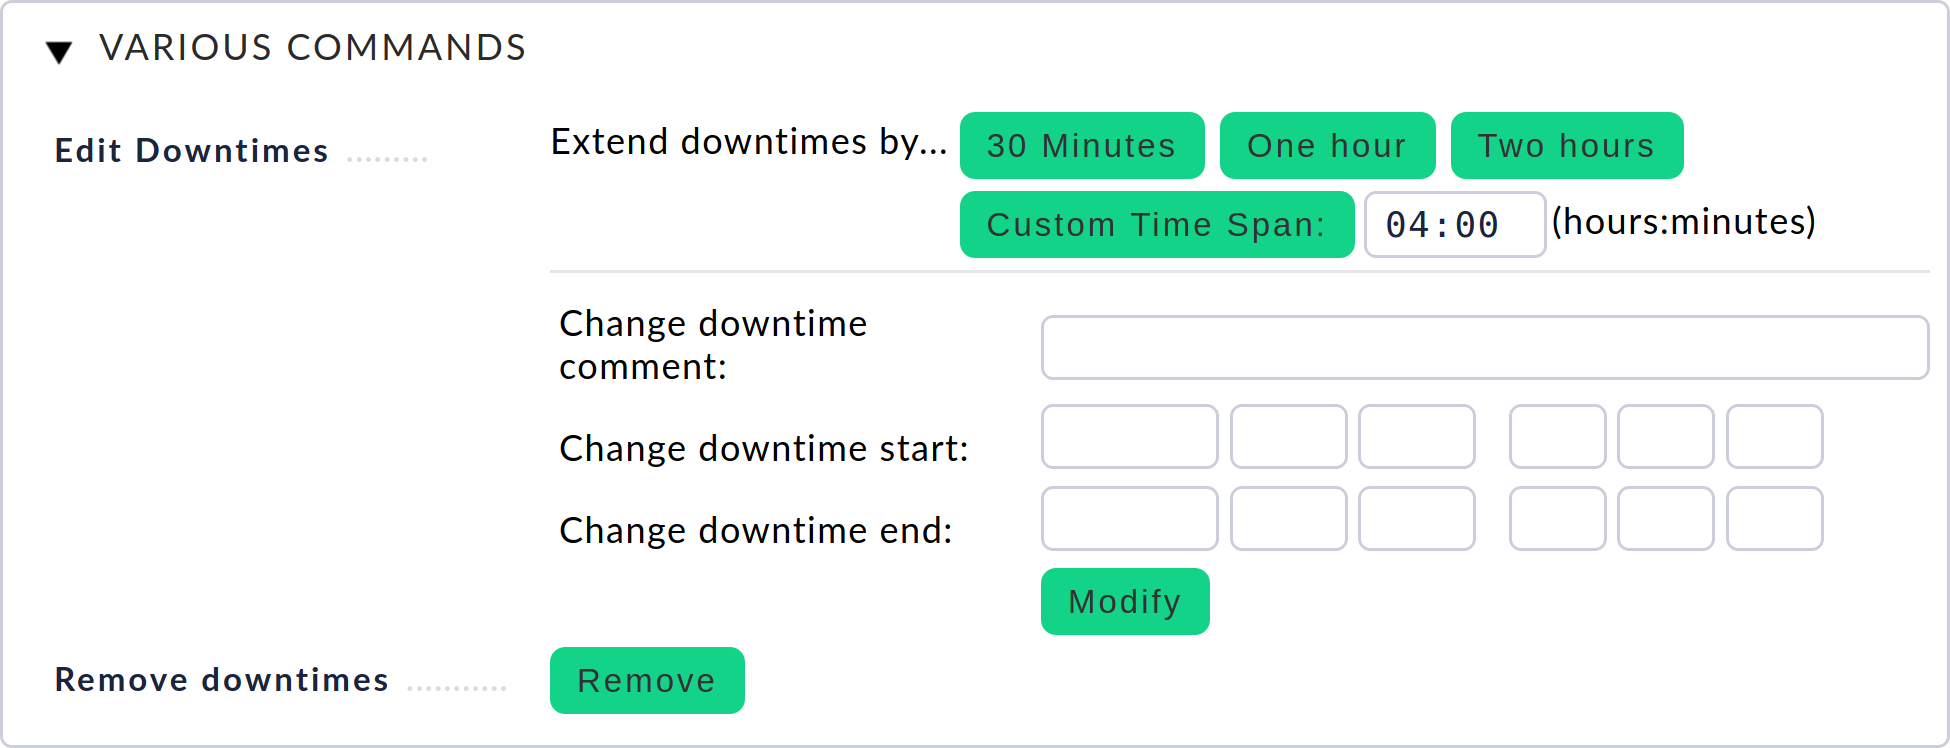 VARIOUS COMMANDS
Edit Downtimes
Extend downtimes by... 30 Minutes One hour Two hours
Custom Time Span: 04:00 (hours:minutes)
Change downtime
comment:
Change downtime start:
Change downtime end:
Modify
Remove downtimes
Remove